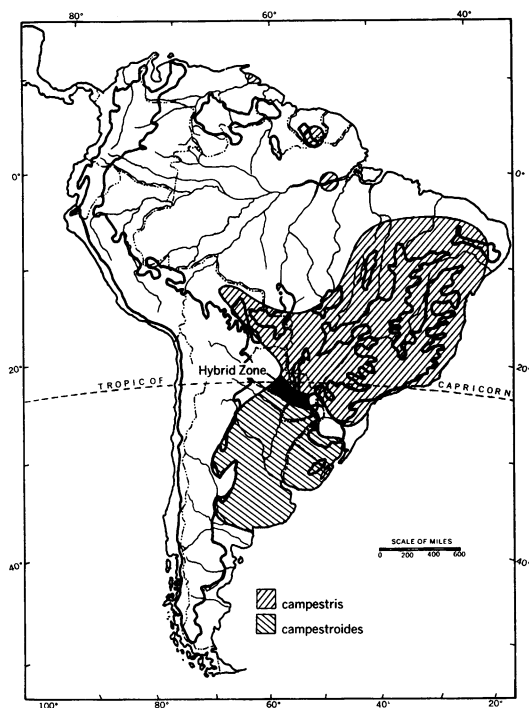 80° 60° 40°
0° 0°
Hybrid Zone
20° 20°
TROPIC OF CAPRICORN
SCALE OF MILES
0 200 400 600
40° 40°
campestris
campestroides
100° 80° 60° 40° 20°